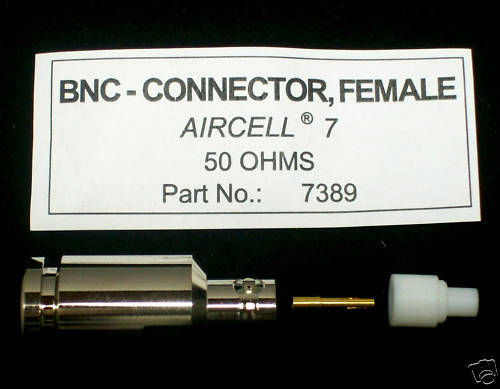 BNC - CONNECTOR, FEMALE
AIRCELL ® 7
50 OHMS
Part No.: 7389